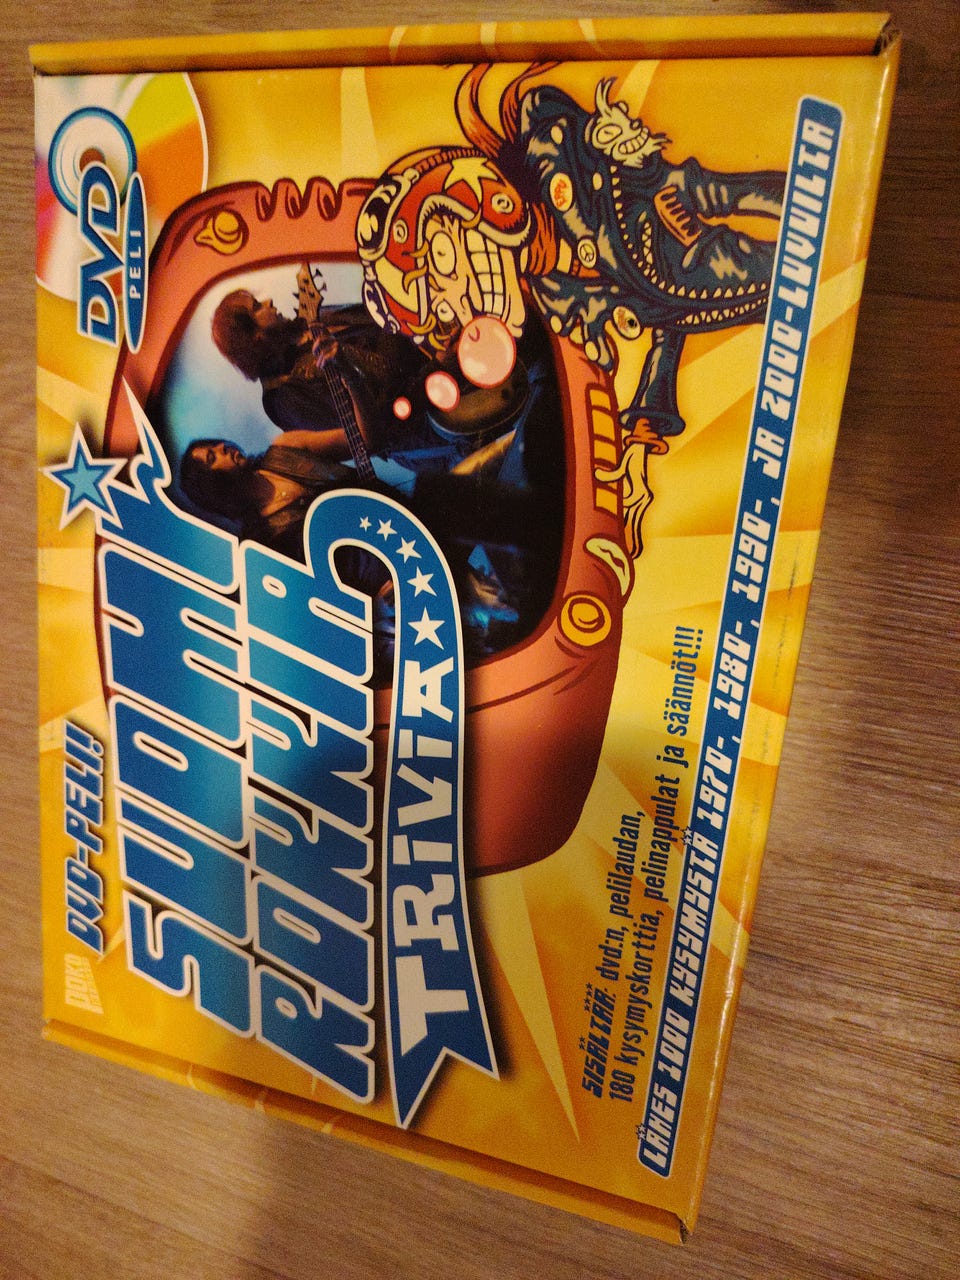 DVD
PELI
DVD-PELI!
SUOMI
ROKKIA
TRIVIA
SISÄLTÄÄ: dvd:n, pelilaudan,
180 kysymyskorttia, pelinappulat ja säännöt!!!
LÄHES 1000 KYSYMYSTÄ 1970-, 1980-, 1990-, JA 2000-LUVUILTA